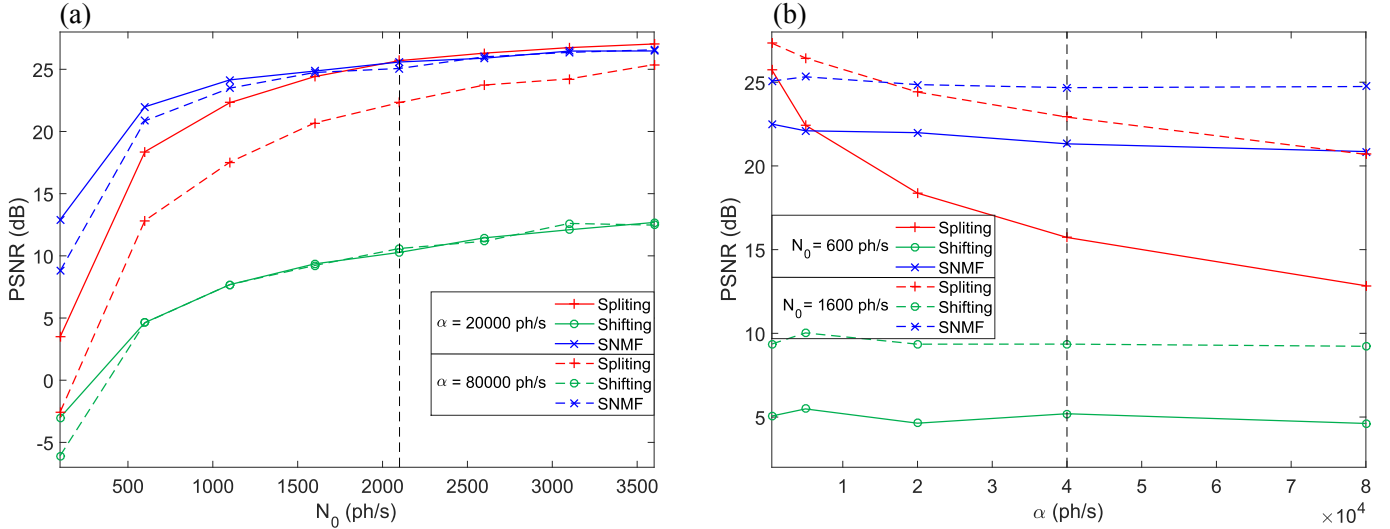 (a)
PSNR (dB)
25
20
15
10
5
0
-5
500 1000 1500 2000 2500 3000 3500
N0 (ph/s)
α = 20000 ph/s
Spliting
Shifting
SNMF
α = 80000 ph/s
Spliting
Shifting
SNMF
(b)
PSNR (dB)
25
20
15
10
5
1 2 3 4 5 6 7 8
×10^4
α (ph/s)
N0 = 600 ph/s
Spliting
Shifting
SNMF
N0 = 1600 ph/s
Spliting
Shifting
SNMF